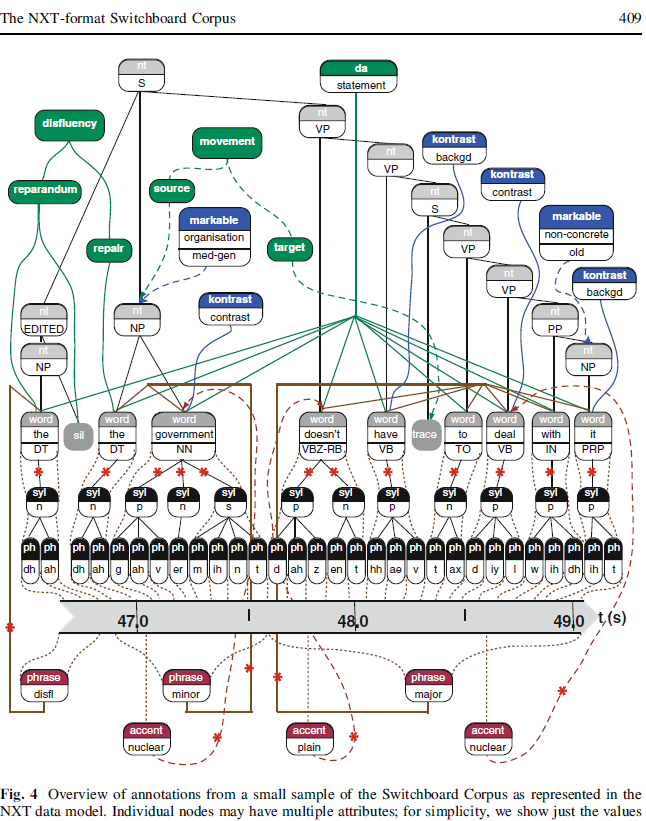 The NXT-format Switchboard Corpus 409
nt
S
da
statement
disfluency
nt
VP
movement
kontrast
backgd
nt
VP
reparandum
source
kontrast
contrast
nt
S
markable
organisation
med-gen
markable
non-concrete
old
repair
target
nt
VP
nt
VP
kontrast
backgd
kontrast
contrast
nt
EDITED
nt
NP
nt
PP
nt
NP
nt
NP
word word word word word word word word word
the sil the government doesn't have trace to deal with it
DT DT NN VBZ-RB VB TO VB IN PRP
syl syl syl syl syl syl syl syl syl syl syl syl
n n p n s p n p n p p p
ph ph ph ph ph ph ph ph ph ph ph ph ph ph ph ph ph ph ph ph ph ph ph ph ph ph ph ph ph
dh ah dh ah g ah v er m ih n t d ah z en t hh ae v t ax d iy l w ih dh ih t
47.0 48.0 49.0 t (s)
phrase phrase phrase
disfl minor major
accent accent accent
nuclear plain nuclear
Fig. 4 Overview of annotations from a small sample of the Switchboard Corpus as represented in the
NXT data model. Individual nodes may have multiple attributes; for simplicity, we show just the values